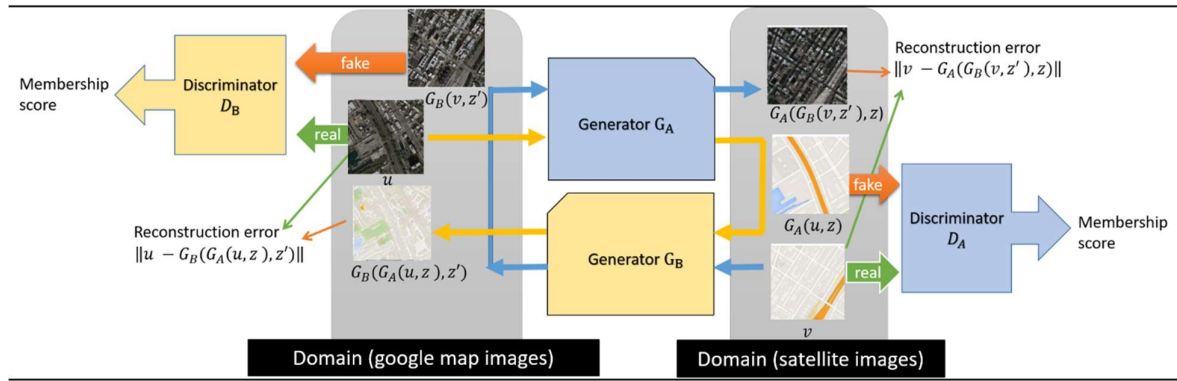 Membership
score
Discriminator
D_B
fake
real
G_B(v, z′)
u
Reconstruction error
‖u − G_B(G_A(u, z), z′)‖
G_B(G_A(u, z), z′)
Generator G_A
Generator G_B
G_A(G_B(v, z′), z)
G_A(u, z)
v
Reconstruction error
‖v − G_A(G_B(v, z′), z)‖
fake
real
Discriminator
D_A
Membership
score
Domain (google map images)
Domain (satellite images)